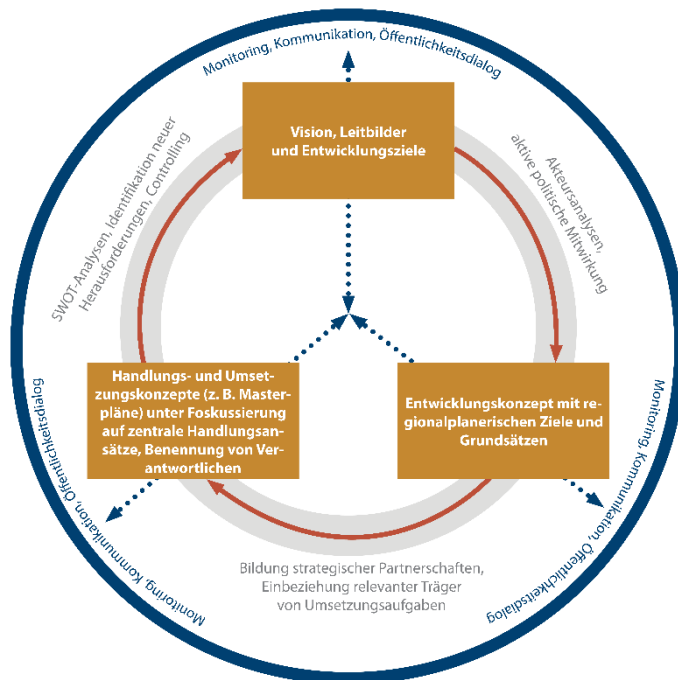 Monitoring, Kommunikation, Öffentlichkeitsdialog
Vision, Leitbilder
und Entwicklungsziele
SWOT-Analysen, Identifikation neuer
Herausforderungen, Controlling
Akteursanalysen,
aktive politische Mitwirkung
Handlungs- und Umset-
zungskonzepte (z. B. Master-
pläne) unter Foskussierung
auf zentrale Handlungsan-
sätze, Benennung von Ver-
antwortlichen
Entwicklungskonzept mit re-
gionalplanerischen Ziele und
Grundsätzen
Monitoring, Kommunikation, Öffentlichkeitsdialog
Monitoring, Kommunikation, Öffentlichkeitsdialog
Bildung strategischer Partnerschaften,
Einbeziehung relevanter Träger
von Umsetzungsaufgaben